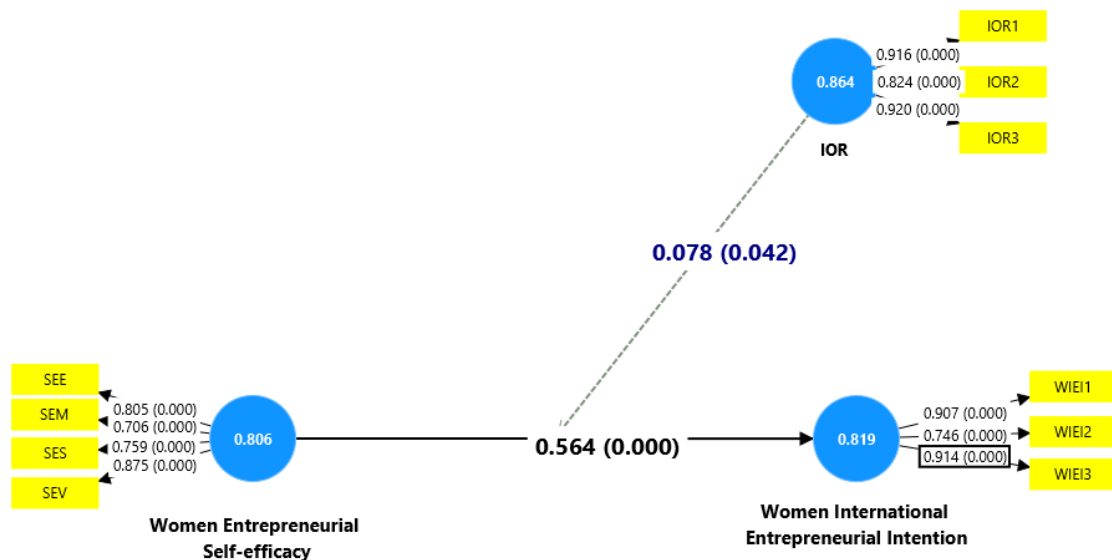 IOR1
0.916 (0.000)
0.864
0.824 (0.000)
IOR2
0.920 (0.000)
IOR3
IOR
0.078 (0.042)
SEE
0.805 (0.000)
SEM
0.706 (0.000)
0.759 (0.000)
SES
0.875 (0.000)
SEV
0.806
0.564 (0.000)
0.819
WIEI1
0.907 (0.000)
0.746 (0.000)
WIEI2
0.914 (0.000)
WIEI3
Women Entrepreneurial
Self-efficacy
Women International
Entrepreneurial Intention